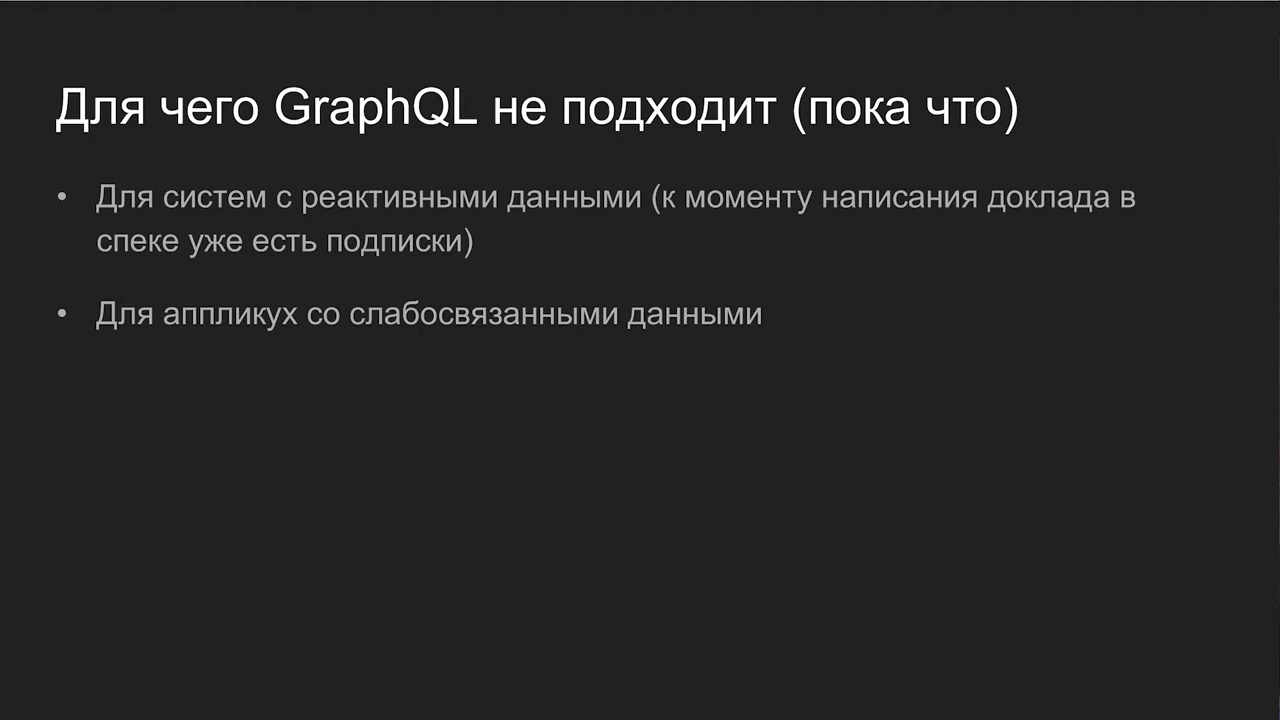 Для чего GraphQL не подходит (пока что)
• Для систем с реактивными данными (к моменту написания доклада в
спеке уже есть подписки)
• Для аппликух со слабосвязанными данными